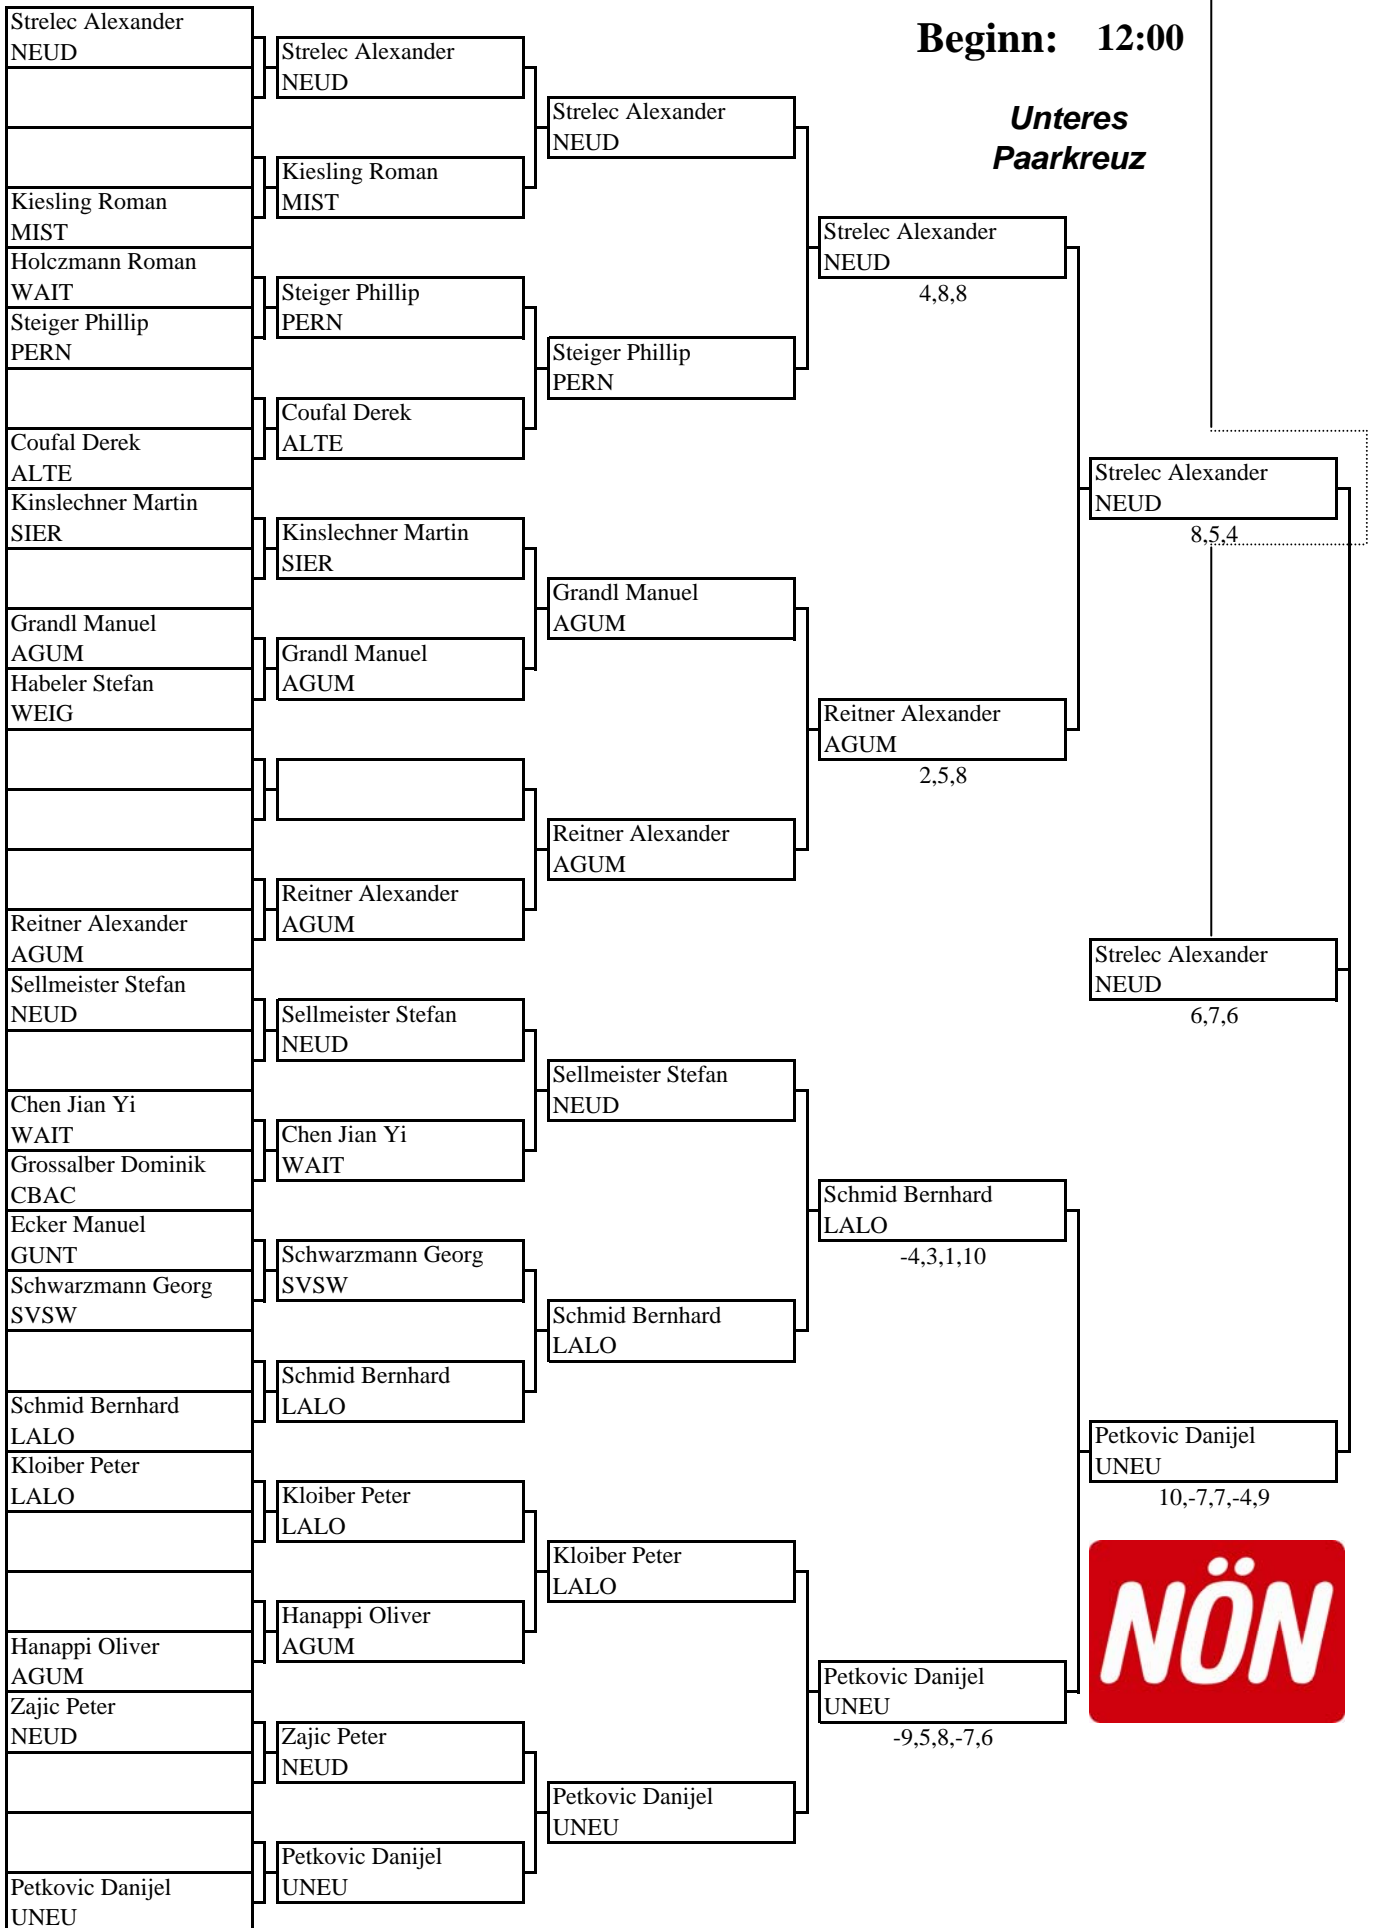 Beginn: 12:00
Unteres
Paarkreuz
Strelec Alexander
NEUD
Kiesling Roman
MIST
Holczmann Roman
WAIT
Steiger Phillip
PERN
Coufal Derek
ALTE
Kinslechner Martin
SIER
Grandl Manuel
AGUM
Habeler Stefan
WEIG
Reitner Alexander
AGUM
Sellmeister Stefan
NEUD
Chen Jian Yi
WAIT
Grossalber Dominik
CBAC
Ecker Manuel
GUNT
Schwarzmann Georg
SVSW
Schmid Bernhard
LALO
Kloiber Peter
LALO
Hanappi Oliver
AGUM
Zajic Peter
NEUD
Petkovic Danijel
UNEU
Strelec Alexander
NEUD
Kiesling Roman
MIST
Steiger Phillip
PERN
Coufal Derek
ALTE
Kinslechner Martin
SIER
Grandl Manuel
AGUM
Reitner Alexander
AGUM
Sellmeister Stefan
NEUD
Chen Jian Yi
WAIT
Schwarzmann Georg
SVSW
Schmid Bernhard
LALO
Kloiber Peter
LALO
Hanappi Oliver
AGUM
Zajic Peter
NEUD
Petkovic Danijel
UNEU
Strelec Alexander
NEUD
Steiger Phillip
PERN
Grandl Manuel
AGUM
Reitner Alexander
AGUM
Sellmeister Stefan
NEUD
Schmid Bernhard
LALO
Kloiber Peter
LALO
Petkovic Danijel
UNEU
Strelec Alexander
NEUD
4,8,8
Reitner Alexander
AGUM
2,5,8
Schmid Bernhard
LALO
-4,3,1,10
Petkovic Danijel
UNEU
-9,5,8,-7,6
Strelec Alexander
NEUD
8,5,4
Strelec Alexander
NEUD
6,7,6
Petkovic Danijel
UNEU
10,-7,7,-4,9
NÖN